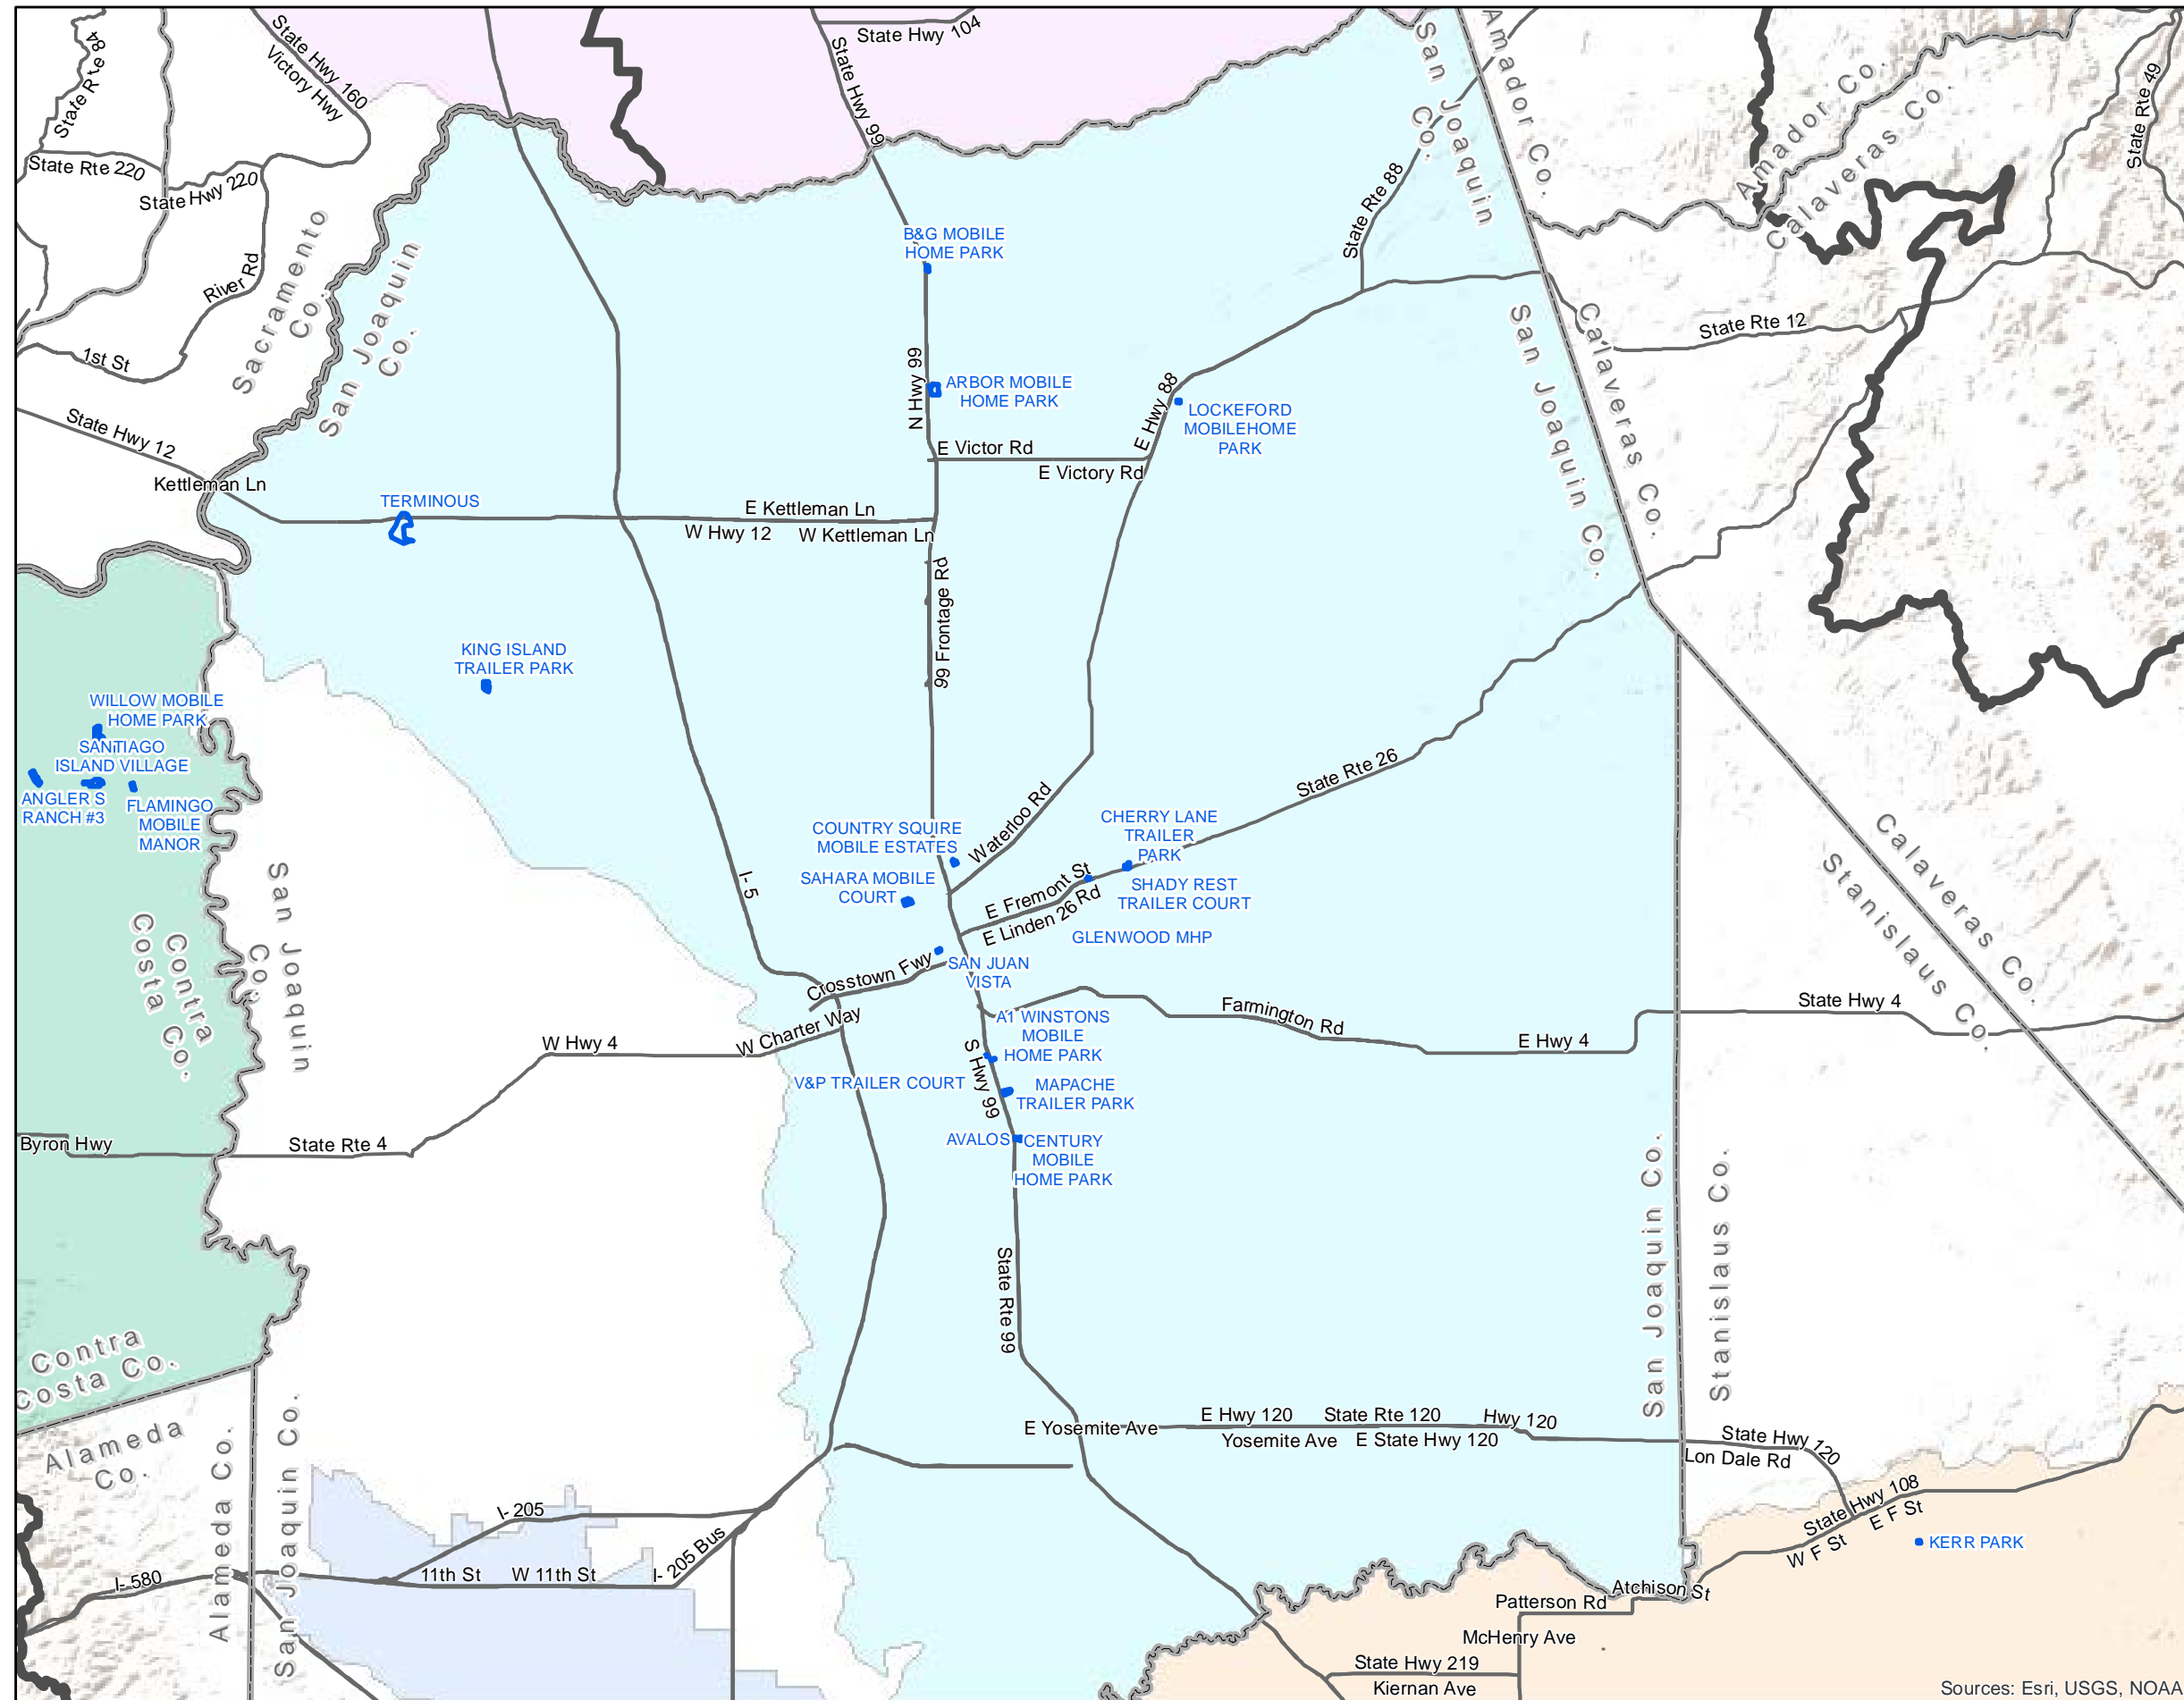 State Hwy 104
State Hwy 160
Victory Hwy
State Rte 84
State Hwy 99
San Joaquin
Co.
Amador Co.
Amador Co.
Calaveras Co.
State Rte 49
State Rte 220
State Hwy 220
River Rd
Sacramento
Co.
San Joaquin
Co.
State Rte 88
B&G MOBILE
HOME PARK
1st St
State Hwy 12
Kettleman Ln
N Hwy 99
ARBOR MOBILE
HOME PARK
E Hwy 88
LOCKEFORD
MOBILEHOME
PARK
San Joaquin Co.
Calaveras Co.
State Rte 12
E Victor Rd
E Victory Rd
TERMINOUS
E Kettleman Ln
W Hwy 12
W Kettleman Ln
99 Frontage Rd
KING ISLAND
TRAILER PARK
WILLOW MOBILE
HOME PARK
SANTIAGO
ISLAND VILLAGE
ANGLER S
RANCH #3
FLAMINGO
MOBILE
MANOR
State Rte 26
Waterloo Rd
COUNTRY SQUIRE
MOBILE ESTATES
CHERRY LANE
TRAILER
PARK
I- 5
SAHARA MOBILE
COURT
E Fremont St
E Linden 26 Rd
SHADY REST
TRAILER COURT
GLENWOOD MHP
Calaveras Co.
Stanislaus Co.
San Joaquin
Co.
Contra
Costa Co.
Crosstown Fwy
SAN JUAN
VISTA
W Charter Way
W Hwy 4
A1 WINSTONS
MOBILE
HOME PARK
Farmington Rd
E Hwy 4
State Hwy 4
S Hwy 99
V&P TRAILER COURT
MAPACHE
TRAILER PARK
AVALOS
CENTURY
MOBILE
HOME PARK
Byron Hwy
State Rte 4
State Rte 99
San Joaquin Co.
Stanislaus Co.
Contra
Costa Co.
Alameda
Co.
Alameda Co.
San Joaquin Co.
E Yosemite Ave
E Hwy 120
State Rte 120
Hwy 120
Yosemite Ave
E State Hwy 120
State Hwy 120
Lon Dale Rd
State Hwy 108
E F St
W F St
KERR PARK
I- 205
I- 205 Bus
I- 580
11th St
W 11th St
Atchison St
Patterson Rd
McHenry Ave
State Hwy 219
Kiernan Ave
Sources: Esri, USGS, NOAA